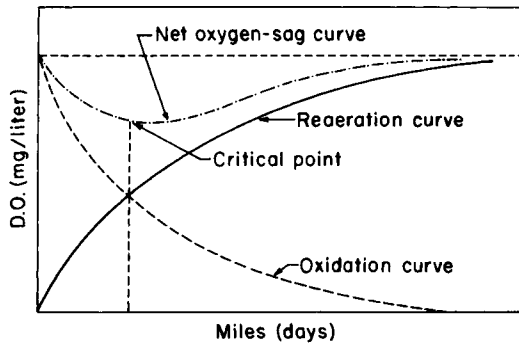 Net oxygen-sag curve
Reaeration curve
Critical point
Oxidation curve
D.O. (mg/liter)
Miles (days)